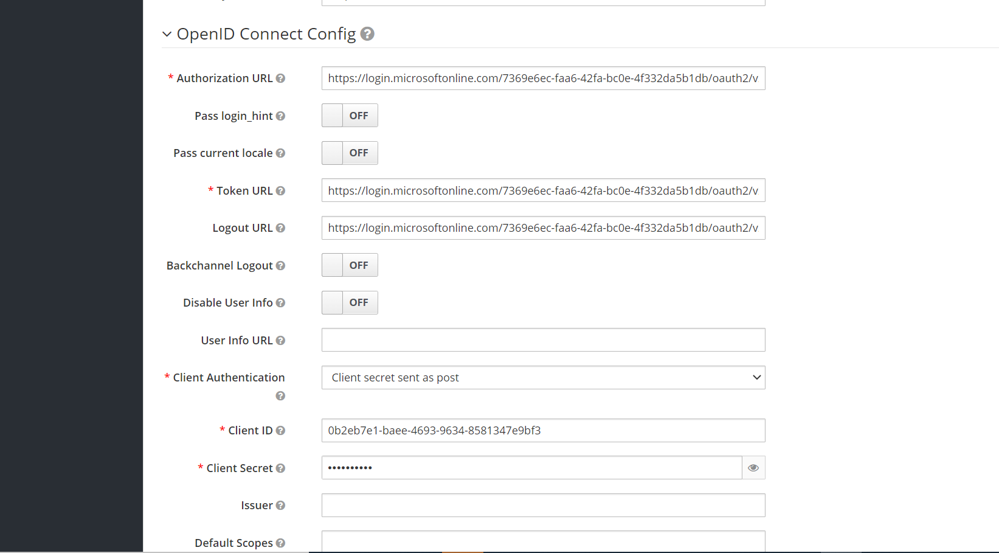 OpenID Connect Config
* Authorization URL https://login.microsoftonline.com/7369e6ec-faa6-42fa-bc0e-4f332da5b1db/oauth2/v
Pass login_hint OFF
Pass current locale OFF
* Token URL https://login.microsoftonline.com/7369e6ec-faa6-42fa-bc0e-4f332da5b1db/oauth2/v
Logout URL https://login.microsoftonline.com/7369e6ec-faa6-42fa-bc0e-4f332da5b1db/oauth2/v
Backchannel Logout OFF
Disable User Info OFF
User Info URL
* Client Authentication Client secret sent as post
* Client ID 0b2eb7e1-baee-4693-9634-8581347e9bf3
* Client Secret ••••••••••
Issuer
Default Scopes